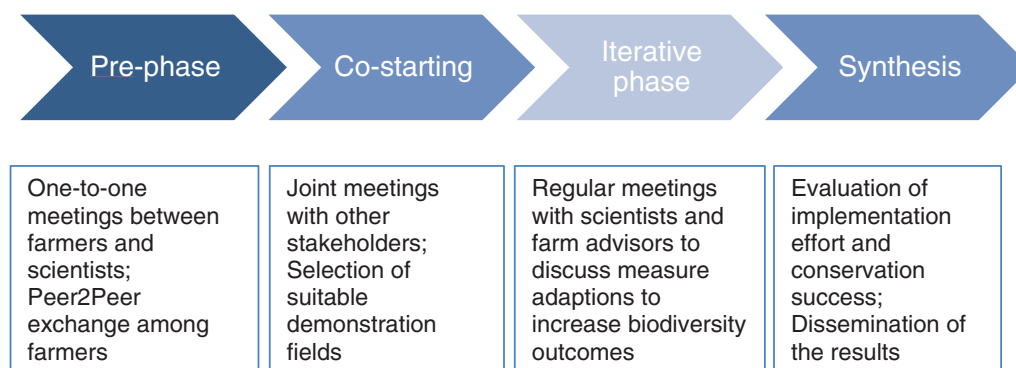 Pre-phase
Co-starting
Iterative
phase
Synthesis
One-to-one
meetings between
farmers and
scientists;
Peer2Peer
exchange among
farmers
Joint meetings
with other
stakeholders;
Selection of
suitable
demonstration
fields
Regular meetings
with scientists and
farm advisors to
discuss measure
adaptions to
increase biodiversity
outcomes
Evaluation of
implementation
effort and
conservation
success;
Dissemination of
the results